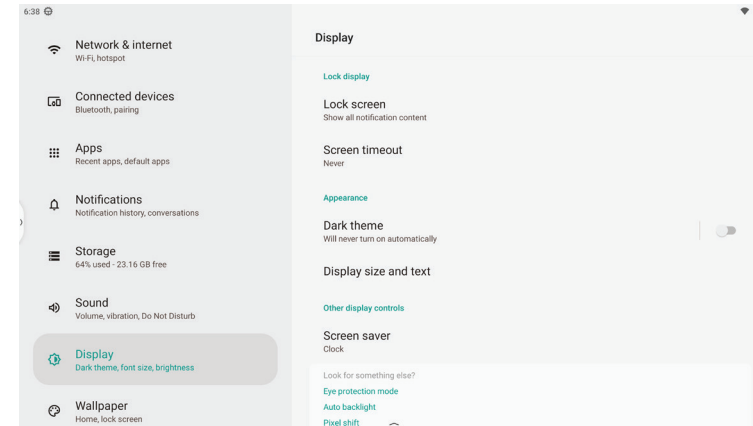 6:38
Network & internet
Wi-Fi, hotspot
Connected devices
Bluetooth, pairing
Apps
Recent apps, default apps
Notifications
Notification history, conversations
Storage
64% used - 23.16 GB free
Sound
Volume, vibration, Do Not Disturb
Display
Dark theme, font size, brightness
Wallpaper
Home, lock screen
Display
Lock display
Lock screen
Show all notification content
Screen timeout
Never
Appearance
Dark theme
Will never turn on automatically
Display size and text
Other display controls
Screen saver
Clock
Look for something else?
Eye protection mode
Auto backlight
Pixel shift